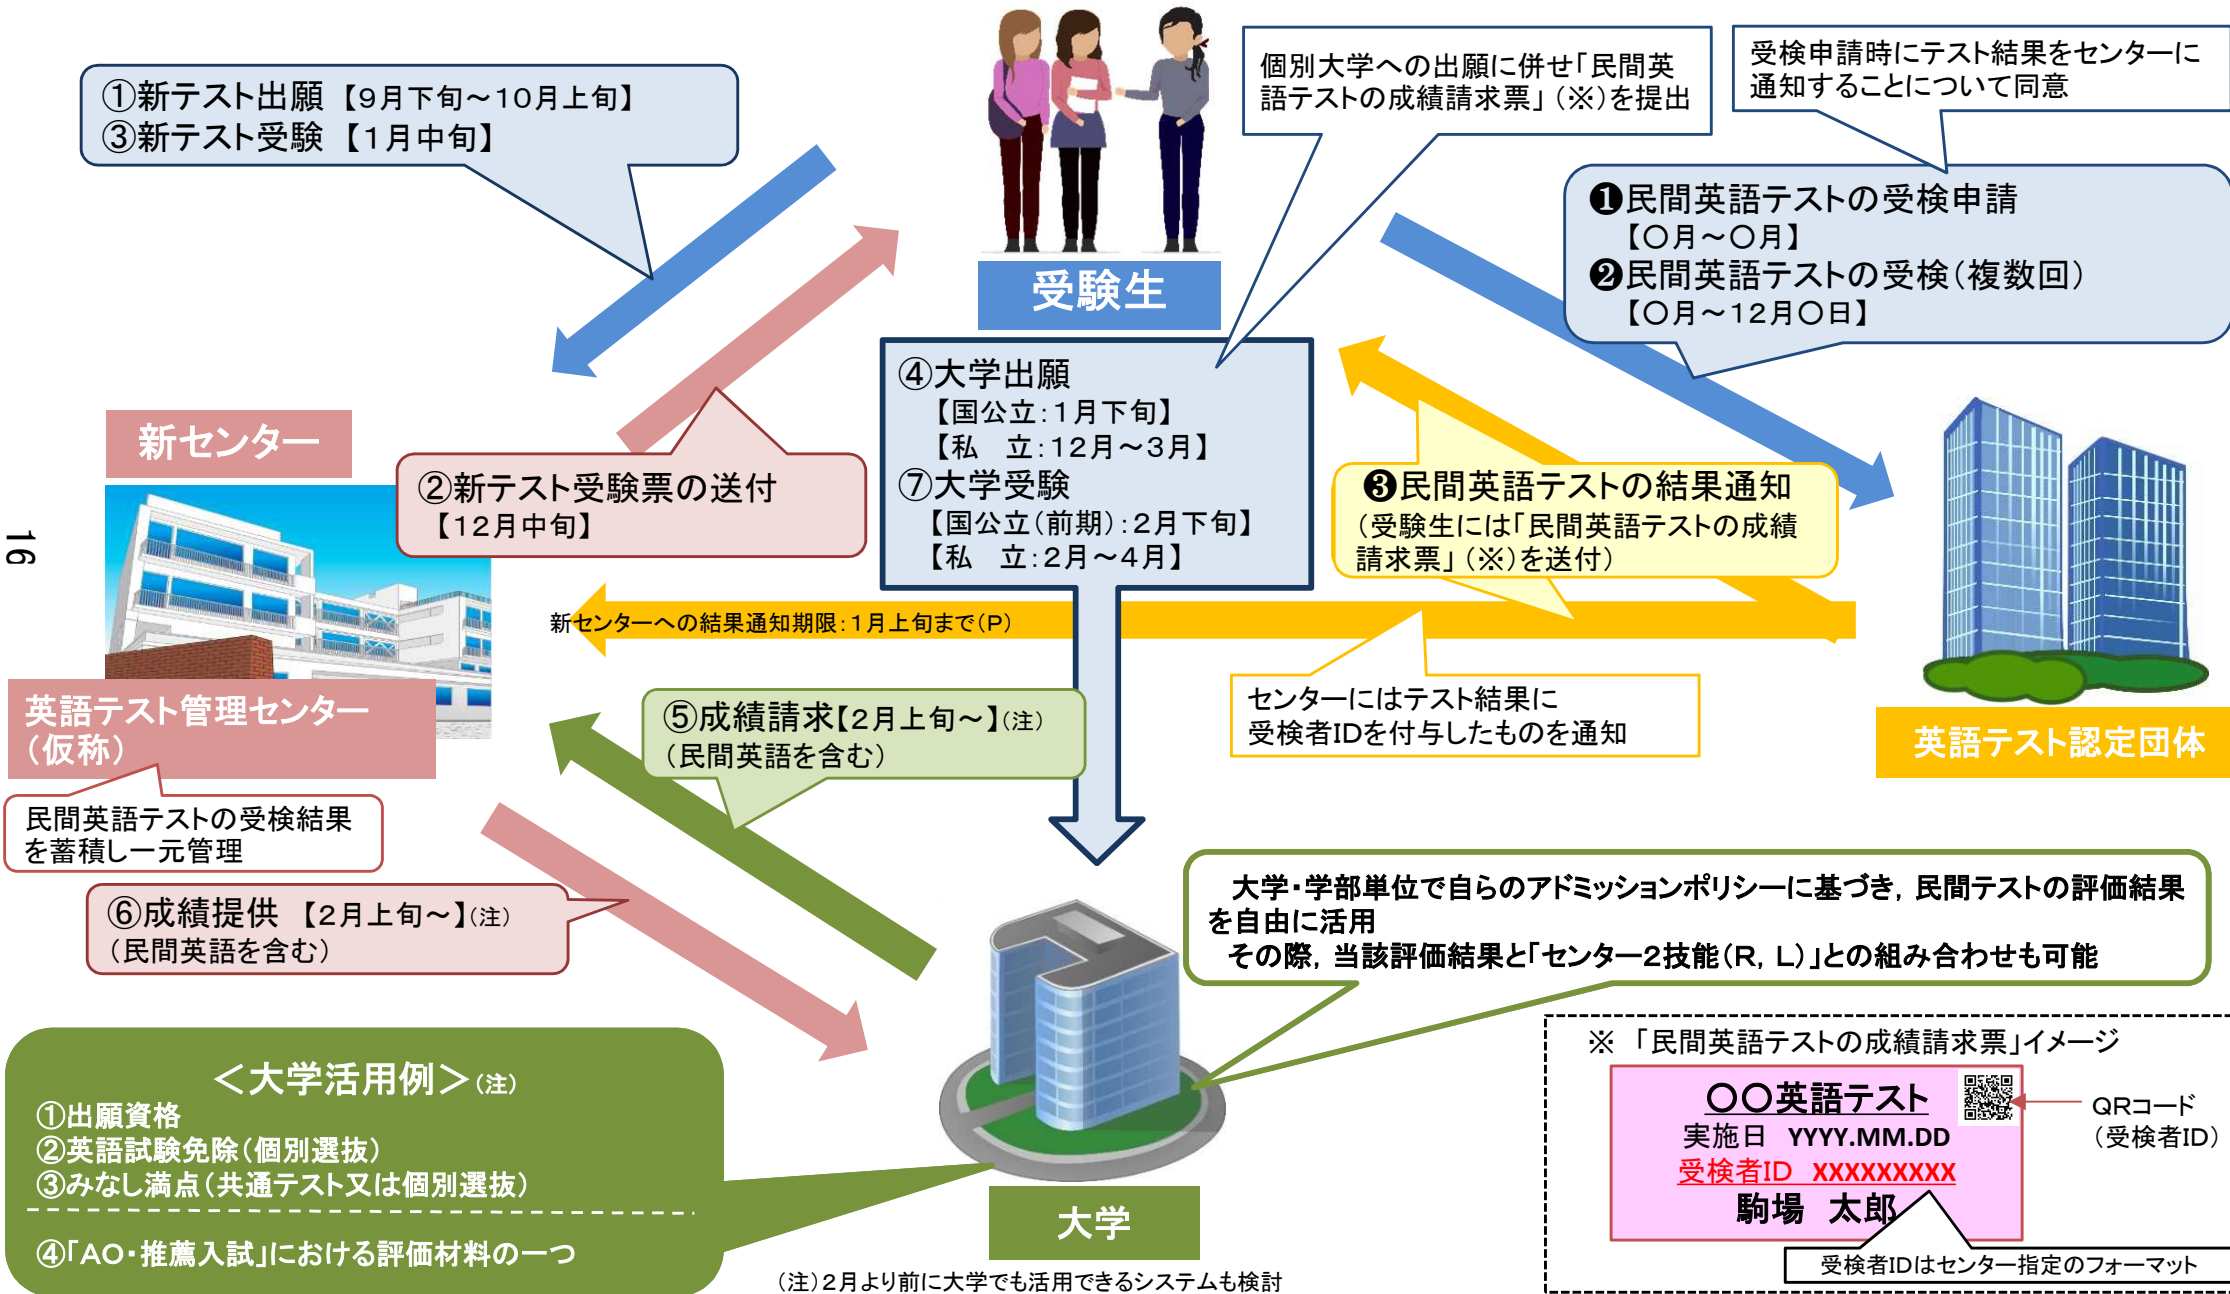 ①新テスト出願 【9月下旬～10月上旬】
③新テスト受験 【1月中旬】
個別大学への出願に併せ「民間英
語テストの成績請求票」（※）を提出
受検申請時にテスト結果をセンターに
通知することについて同意
❶民間英語テストの受検申請
【○月～○月】
❷民間英語テストの受検（複数回）
【○月～12月○日】
受験生
④大学出願
【国公立：1月下旬】
【私　立：12月～3月】
⑦大学受験
【国公立（前期）：2月下旬】
【私　立：2月～4月】
新センター
②新テスト受験票の送付
【12月中旬】
❸民間英語テストの結果通知
（受験生には「民間英語テストの成績
請求票」（※）を送付）
16
新センターへの結果通知期限：1月上旬まで（P）
英語テスト管理センター
（仮称）
民間英語テストの受検結果
を蓄積し一元管理
⑤成績請求【2月上旬～】（注）
（民間英語を含む）
センターにはテスト結果に
受検者IDを付与したものを通知
英語テスト認定団体
⑥成績提供 【2月上旬～】（注）
（民間英語を含む）
大学・学部単位で自らのアドミッションポリシーに基づき，民間テストの評価結果
を自由に活用
その際，当該評価結果と「センター2技能（R，L）」との組み合わせも可能
＜大学活用例＞（注）
①出願資格
②英語試験免除（個別選抜）
③みなし満点（共通テスト又は個別選抜）
④「AO・推薦入試」における評価材料の一つ
大学
（注）2月より前に大学でも活用できるシステムも検討
※ 「民間英語テストの成績請求票」イメージ
○○英語テスト
実施日 YYYY.MM.DD
受検者ID XXXXXXXXX
駒場 太郎
QRコード
（受検者ID）
受検者IDはセンター指定のフォーマット